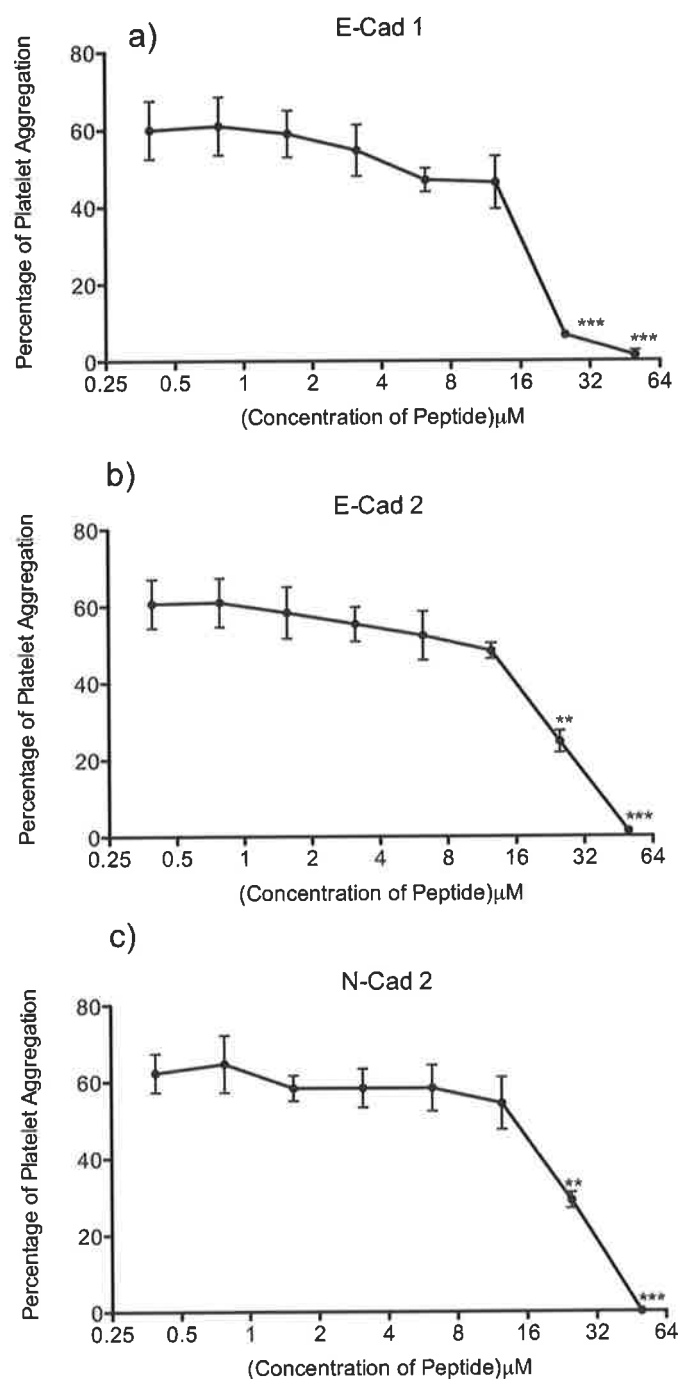 a)
E-Cad 1
Percentage of Platelet Aggregation
80
60
40
20
0
***
***
0.25 0.5 1 2 4 8 16 32 64
(Concentration of Peptide)μM
b)
E-Cad 2
Percentage of Platelet Aggregation
80
60
40
20
0
**
***
0.25 0.5 1 2 4 8 16 32 64
(Concentration of Peptide)μM
c)
N-Cad 2
Percentage of Platelet Aggregation
80
60
40
20
0
**
***
0.25 0.5 1 2 4 8 16 32 64
(Concentration of Peptide)μM